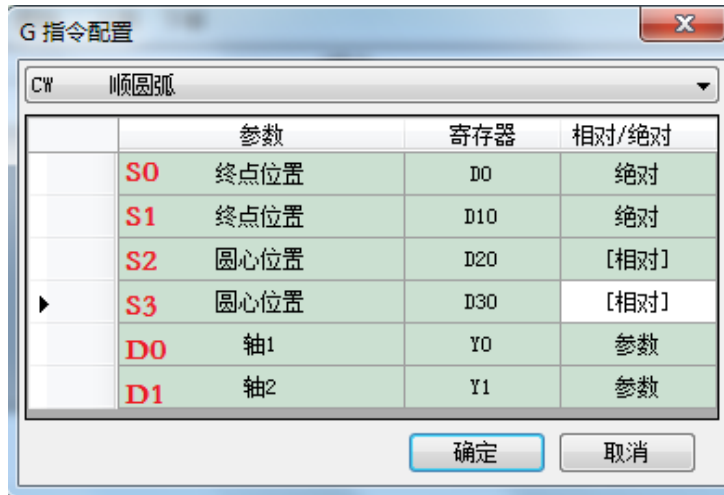 G 指令配置
CW 顺圆弧
参数 寄存器 相对/绝对
S0 终点位置 D0 绝对
S1 终点位置 D10 绝对
S2 圆心位置 D20 [相对]
S3 圆心位置 D30 [相对]
D0 轴1 Y0 参数
D1 轴2 Y1 参数
确定 取消